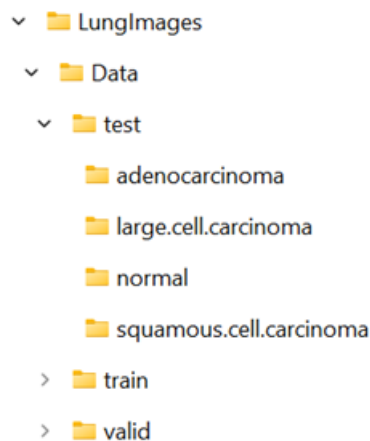 LungImages
Data
test
adenocarcinoma
large.cell.carcinoma
normal
squamous.cell.carcinoma
train
valid